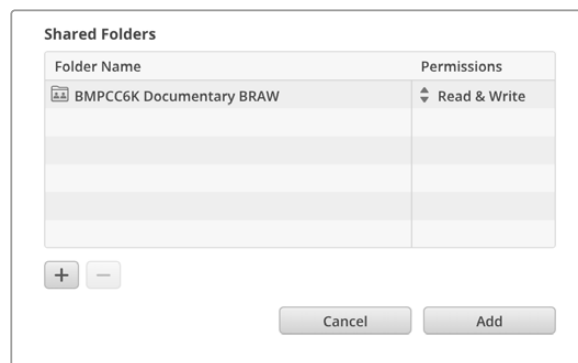 Shared Folders
Folder Name Permissions
BMPCC6K Documentary BRAW Read & Write
Cancel Add